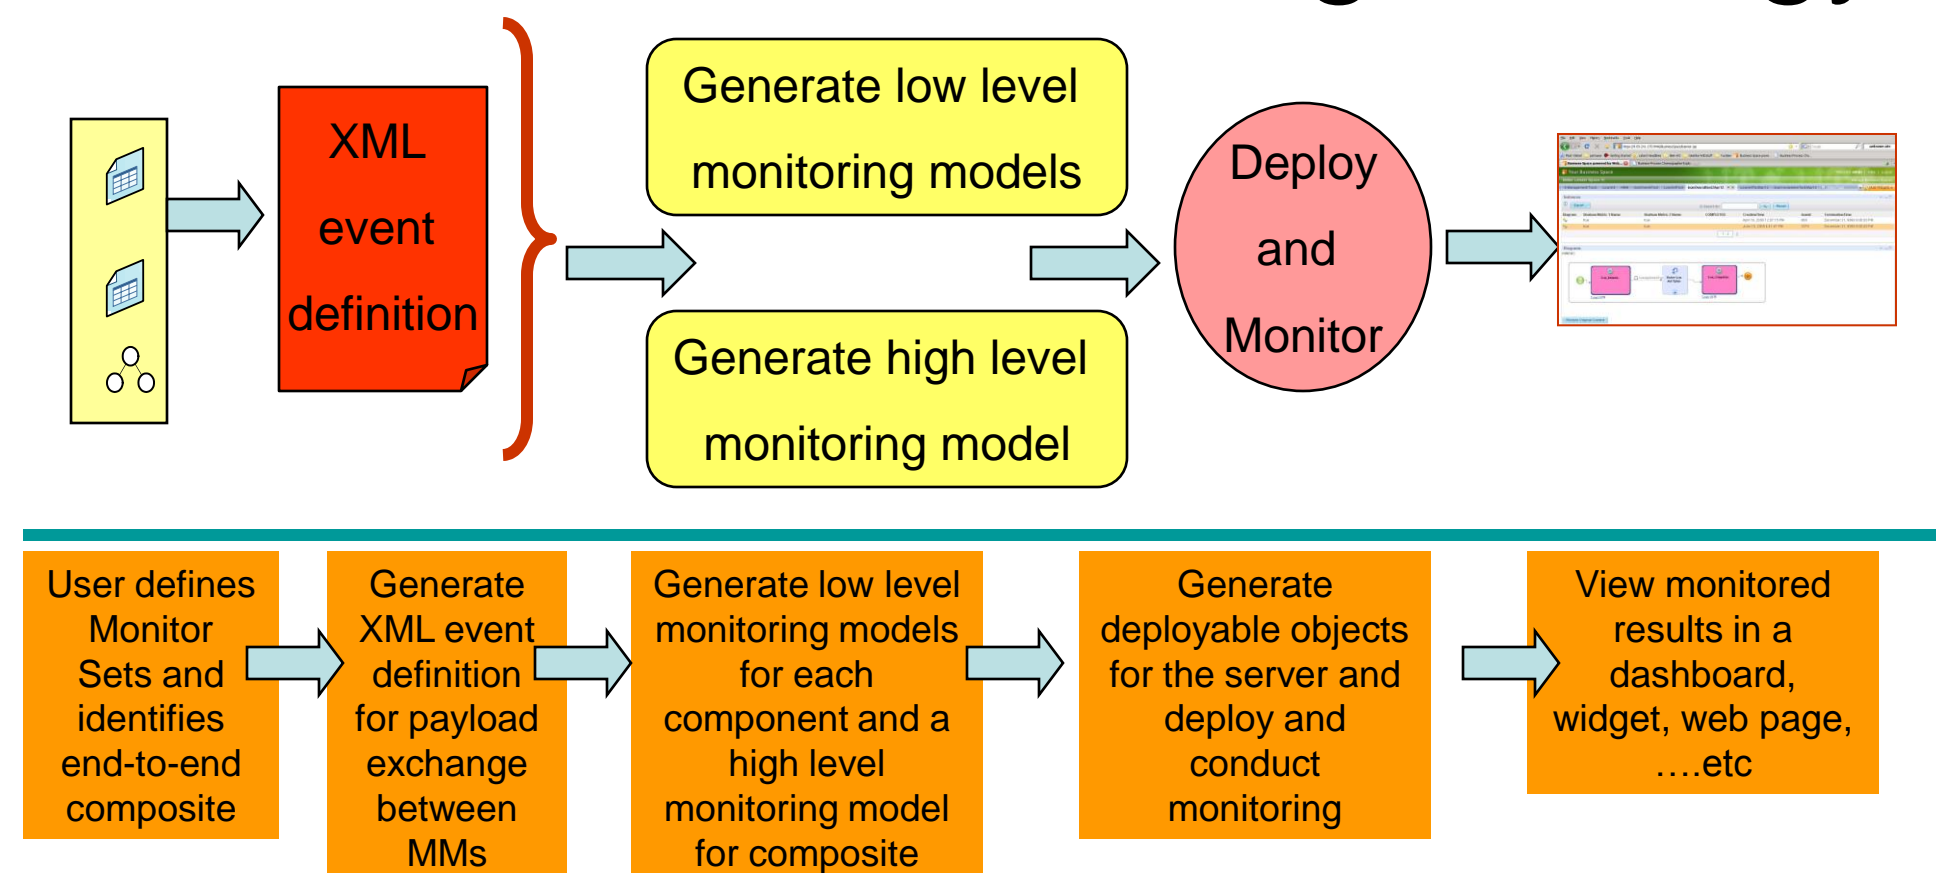 XML
event
definition
Generate low level
monitoring models
Generate high level
monitoring model
Deploy
and
Monitor
User defines
Monitor
Sets and
identifies
end-to-end
composite
Generate
XML event
definition
for payload
exchange
between
MMs
Generate low level
monitoring models
for each
component and a
high level
monitoring model
for composite
Generate
deployable objects
for the server and
deploy and
conduct
monitoring
View monitored
results in a
dashboard,
widget, web page,
….etc